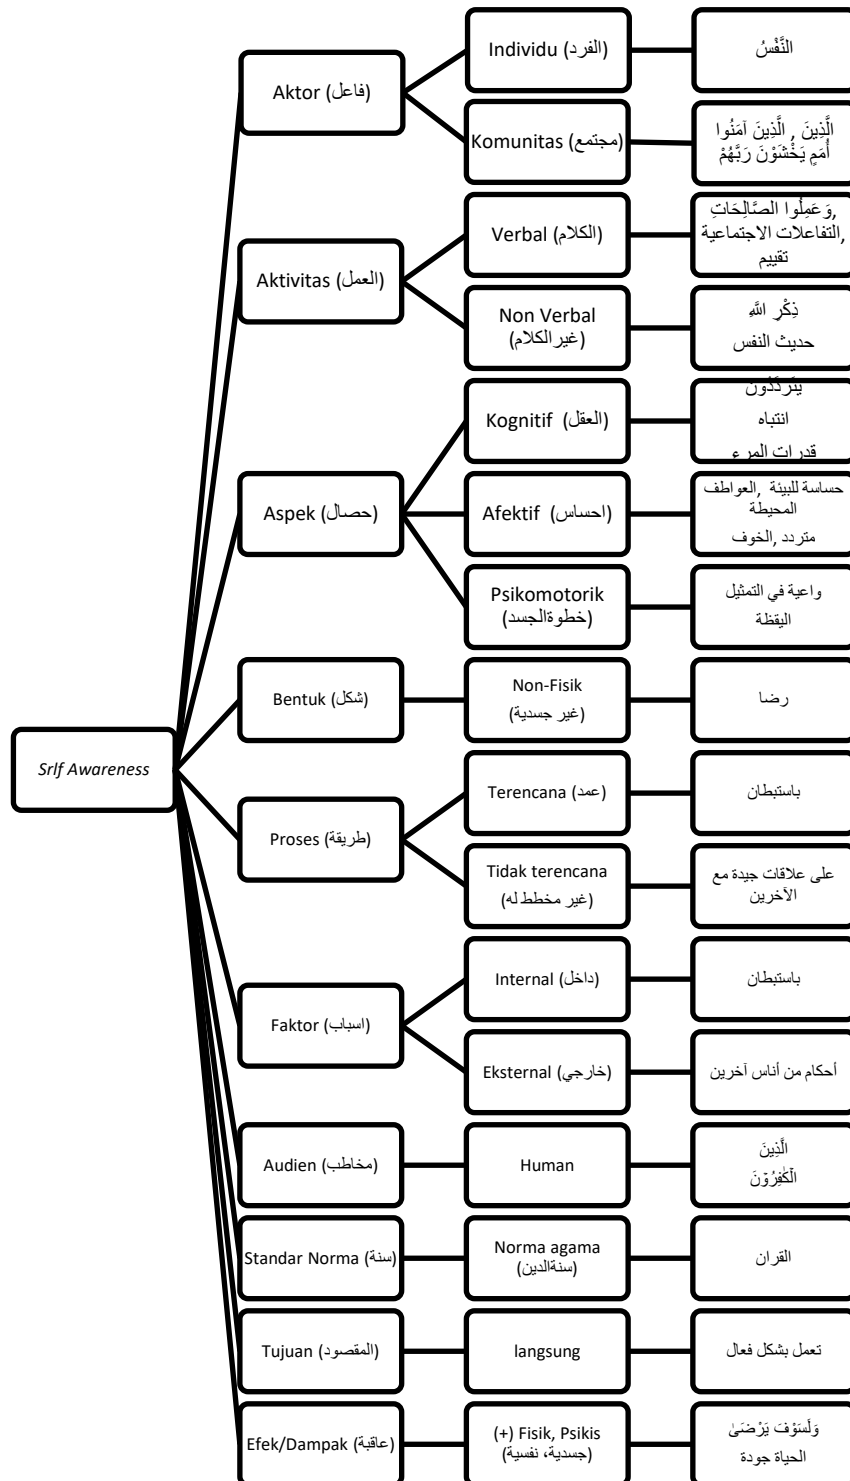 Srlf Awareness
Aktor (فاعل)
Individu (الفرد)
النَّفْسُ
Komunitas (مجتمع)
الَّذِينَ , الَّذِينَ آمَنُوا
أُمَمٍ يَخْشَوْنَ رَبَّهُمْ
Aktivitas (العمل)
Verbal (الكلام)
وَعَمِلُوا الصَّالِحَاتِ,
التفاعلات الاجتماعية,
تقييم
Non Verbal
(غير الكلام)
ذِكْرِ اللَّهِ
حديث النفس
Aspek (حصال)
Kognitif (العقل)
يَتَرَدَّدُونَ
انتباه
قدرات المرء
Afektif (احساس)
حساسة للبيئة ,العواطف
المحيطة
متردد ,الخوف
Psikomotorik
(خطوةالجسد)
واعية في التمثيل
اليقظة
Bentuk (شكل)
Non-Fisik
(غير جسدية)
رضا
Proses (طريقة)
Terencana (عمد)
باستبطان
Tidak terencana
(غير مخطط له)
على علاقات جيدة مع
الآخرين
Faktor (اسباب)
Internal (داخل)
باستبطان
Eksternal (خارجي)
أحكام من أناس آخرين
Audien (مخاطب)
Human
الَّذِينَ
الْكٰفِرُوْنَ
Standar Norma (سنة)
Norma agama
(سنةالدين)
القران
Tujuan (المقصود)
langsung
تعمل بشكل فعال
Efek/Dampak (عاقبة)
(+) Fisik, Psikis
(جسدية، نفسية)
وَلَسَوْفَ يَرْضَىٰ
الحياة جودة